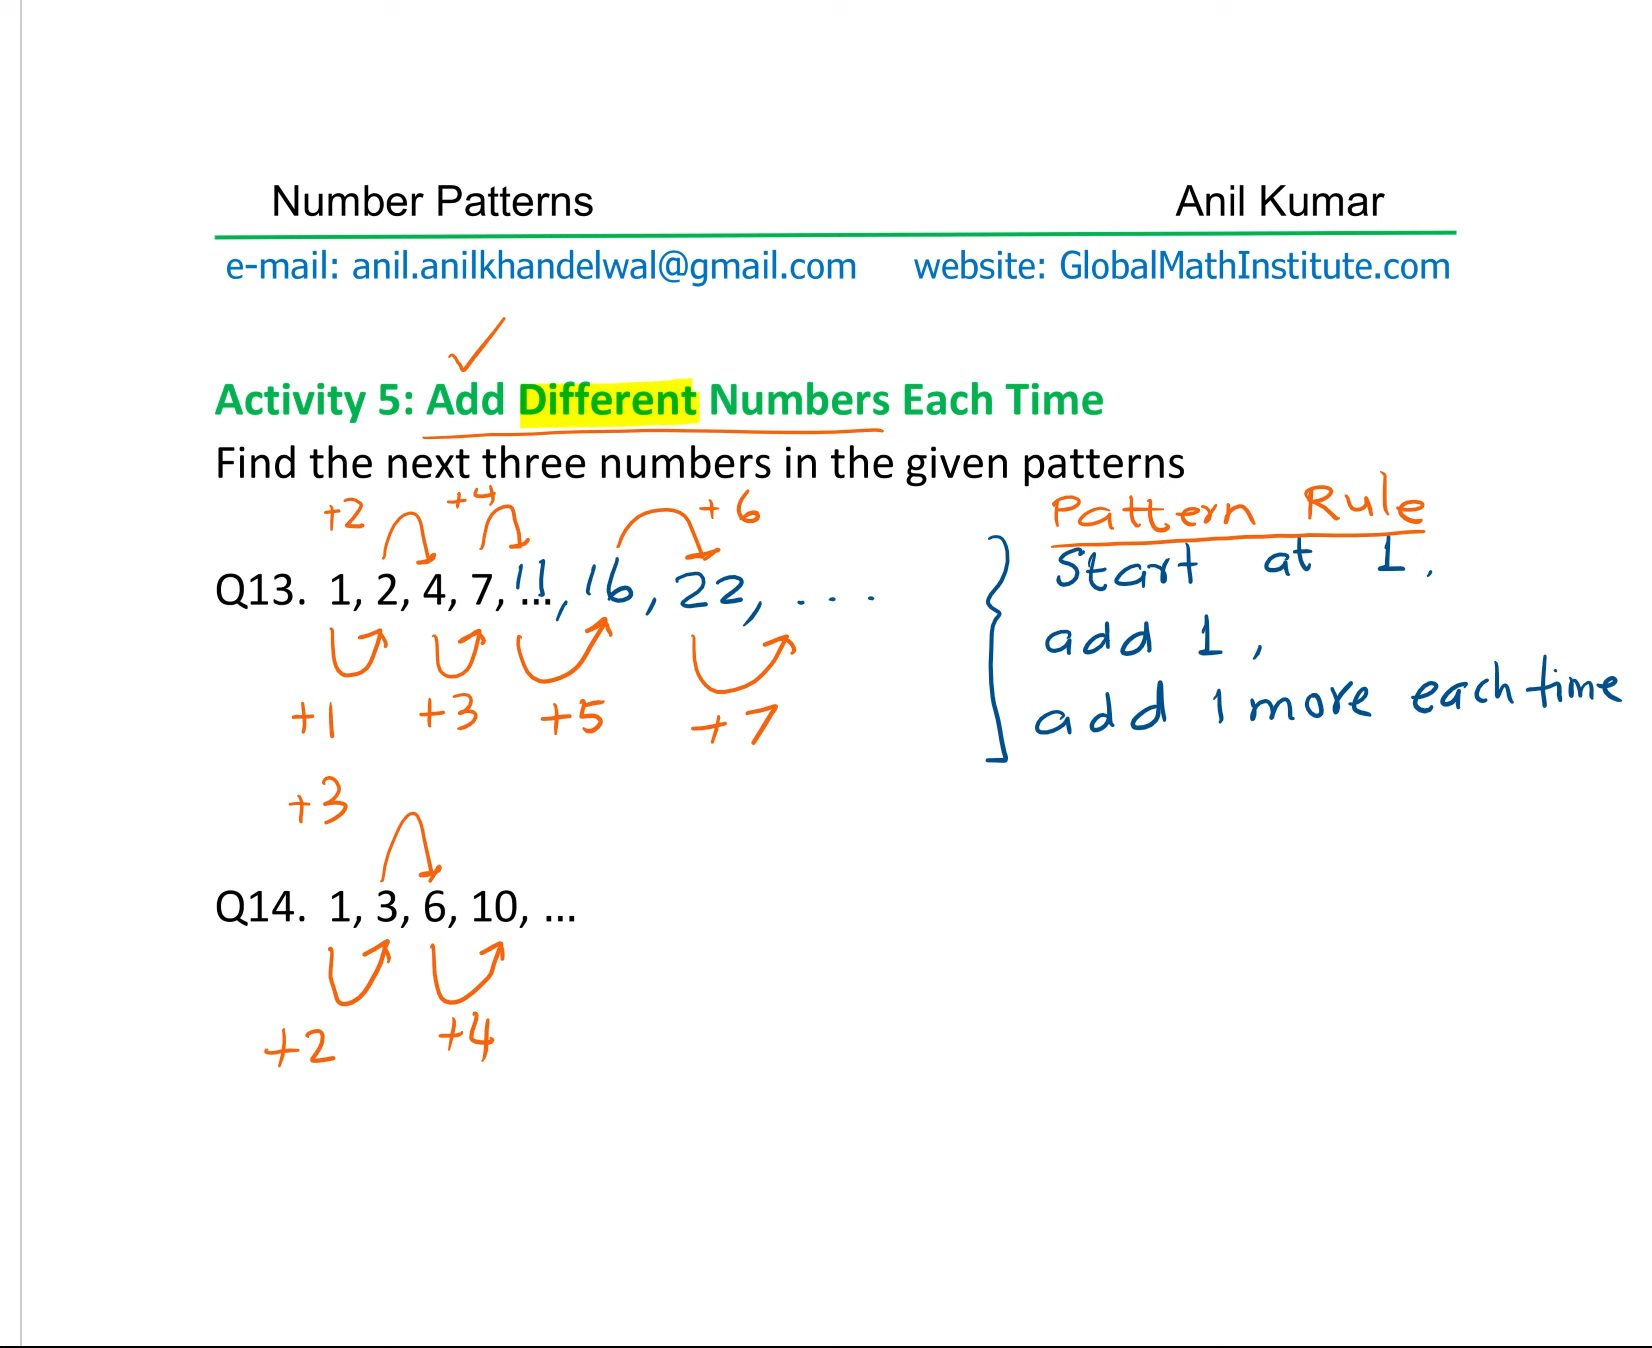 Number Patterns Anil Kumar
e-mail: anil.anilkhandelwal@gmail.com website: GlobalMathInstitute.com
Activity 5: Add Different Numbers Each Time
Find the next three numbers in the given patterns
+2 +4 +6 Pattern Rule
Start at 1.
Q13. 1, 2, 4, 7, ... 11, 16, 22, ...
add 1,
+1 +3 +5 +7 add 1 more each time
+3
Q14. 1, 3, 6, 10, ...
+2 +4